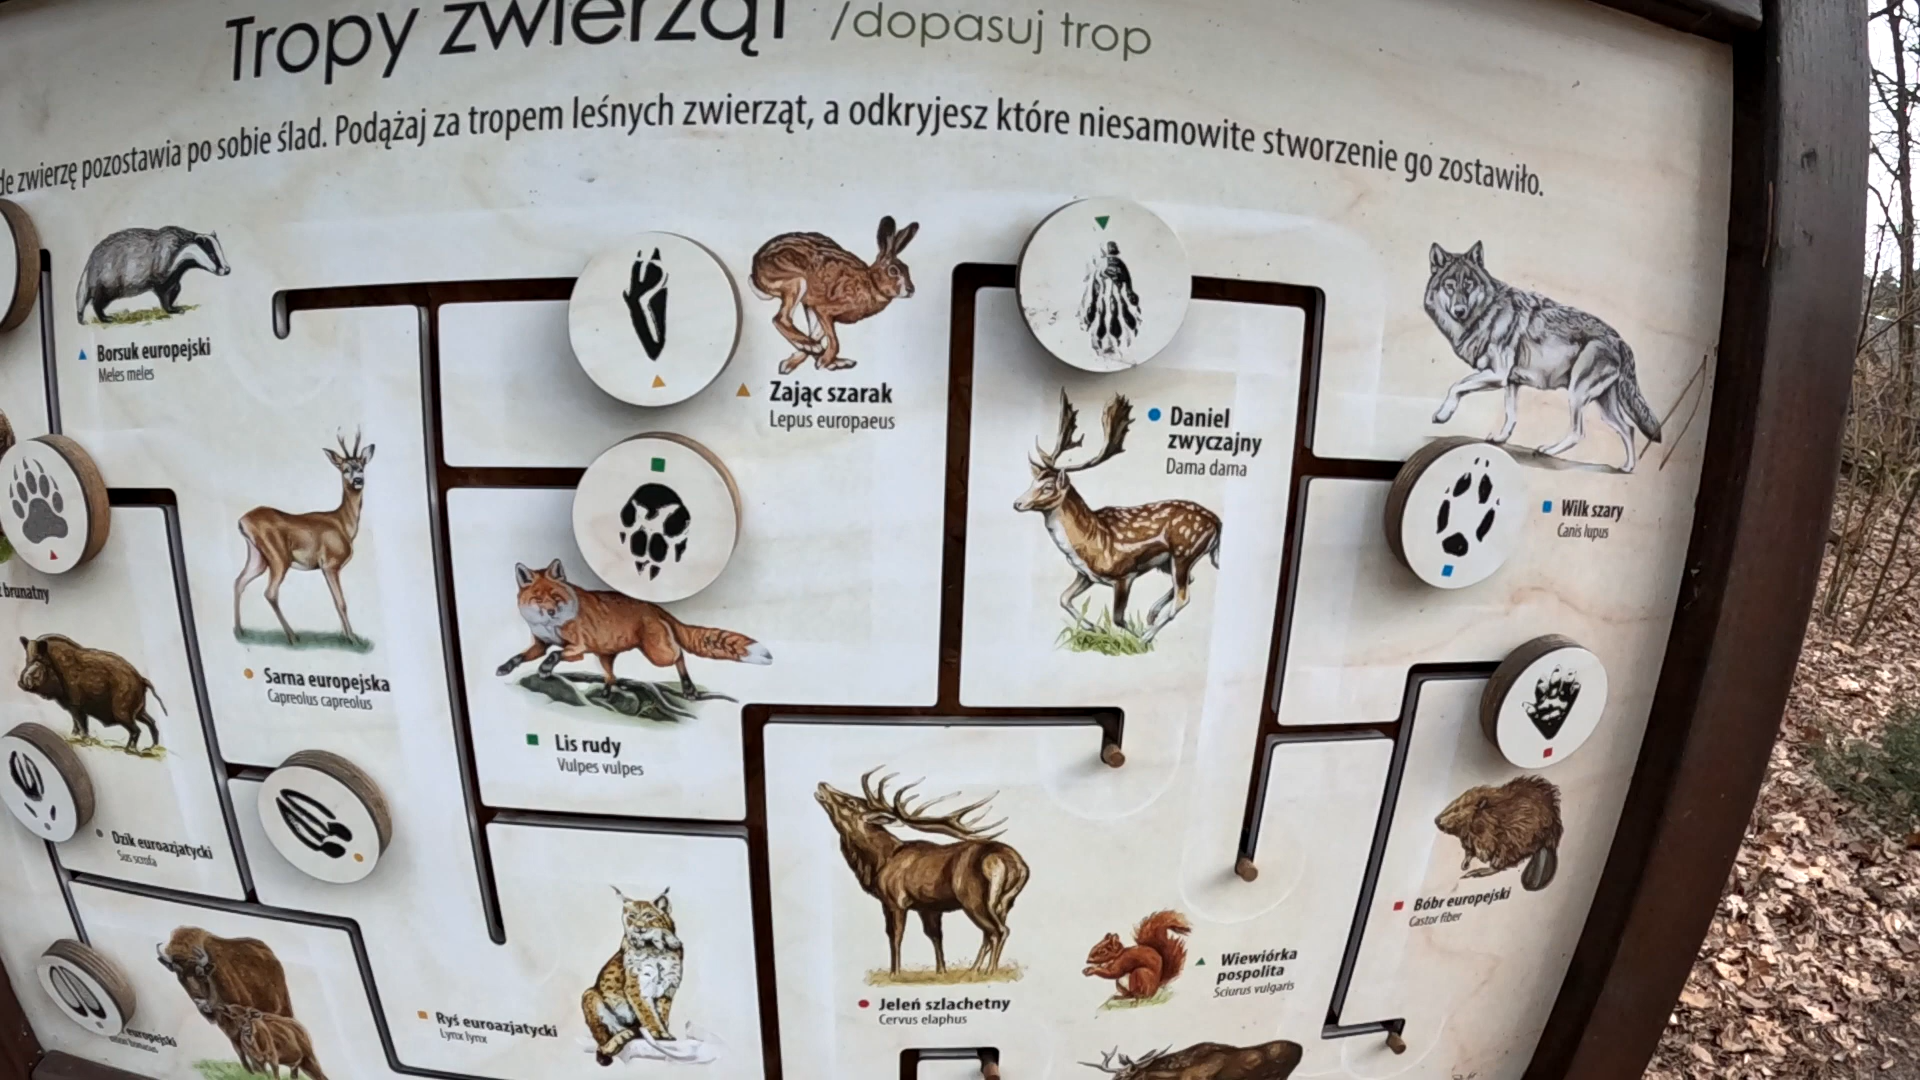 Tropy zwierząt /dopasuj trop
zwierzę pozostawia po sobie ślad. Podążaj za tropem leśnych zwierząt, a odkryjesz które niesamowite stworzenie go zostawiło.
Borsuk europejski
Meles meles
Zając szarak
Lepus europaeus
Daniel
zwyczajny
Dama dama
Wilk szary
Canis lupus
brunatny
Sarna europejska
Capreolus capreolus
Lis rudy
Vulpes vulpes
Dzik euroazjatycki
Sus scrofa
Bóbr europejski
Castor fiber
Wiewiórka
pospolita
Sciurus vulgaris
Jeleń szlachetny
Cervus elaphus
Ryś euroazjatycki
Lynx lynx
europejski